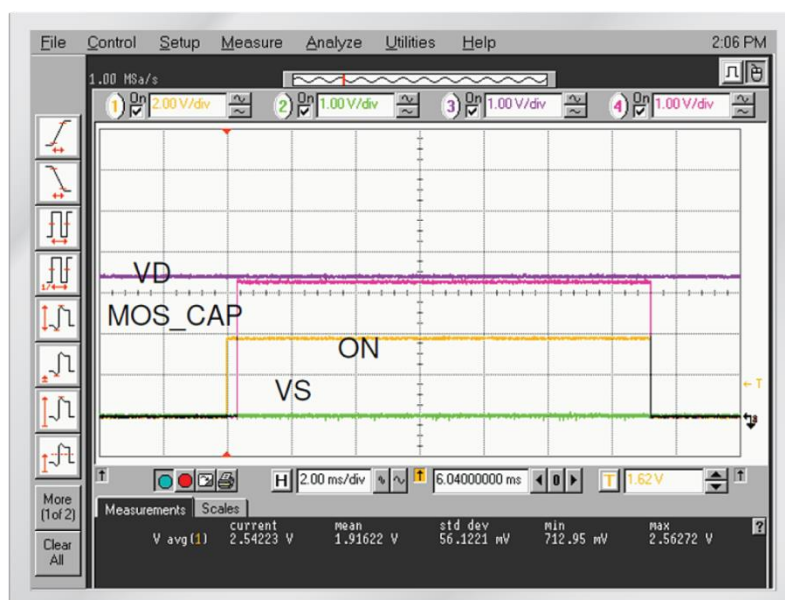 File Control Setup Measure Analyze Utilities Help 2:06 PM
1.00 MSa/s
1 On 2.00 V/div 2 On 1.00 V/div 3 On 1.00 V/div 4 On 1.00 V/div
VD
MOS_CAP
ON
VS
T
H 2.00 ms/div 6.04000000 ms 0 T 1.62 V
More
(1of 2)
Clear
All
Measurements Scales
current mean std dev min max ?
V avg(1) 2.54223 V 1.91622 V 56.1221 mV 712.95 mV 2.56272 V